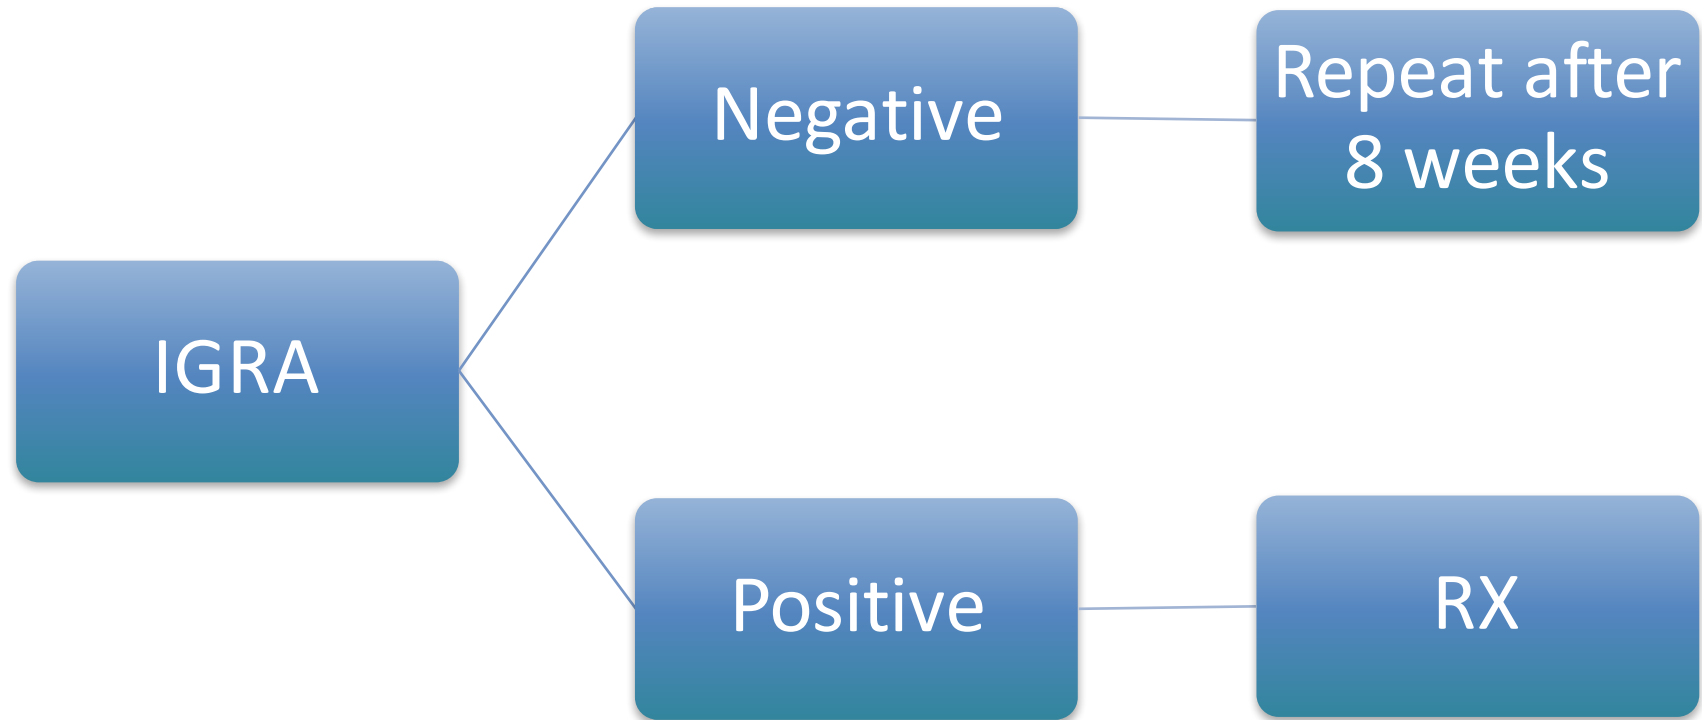 IGRA
Negative
Repeat after
8 weeks
Positive
RX